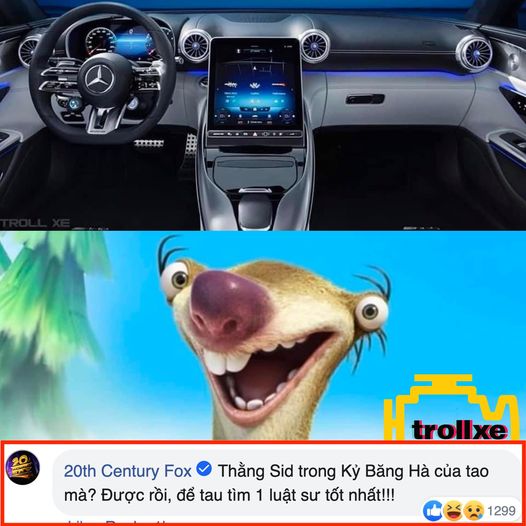 TROLL XE
trollxe
20th Century Fox Thằng Sid trong Kỷ Băng Hà của tao
mà? Được rồi, để tau tìm 1 luật sư tốt nhất!!!
1299